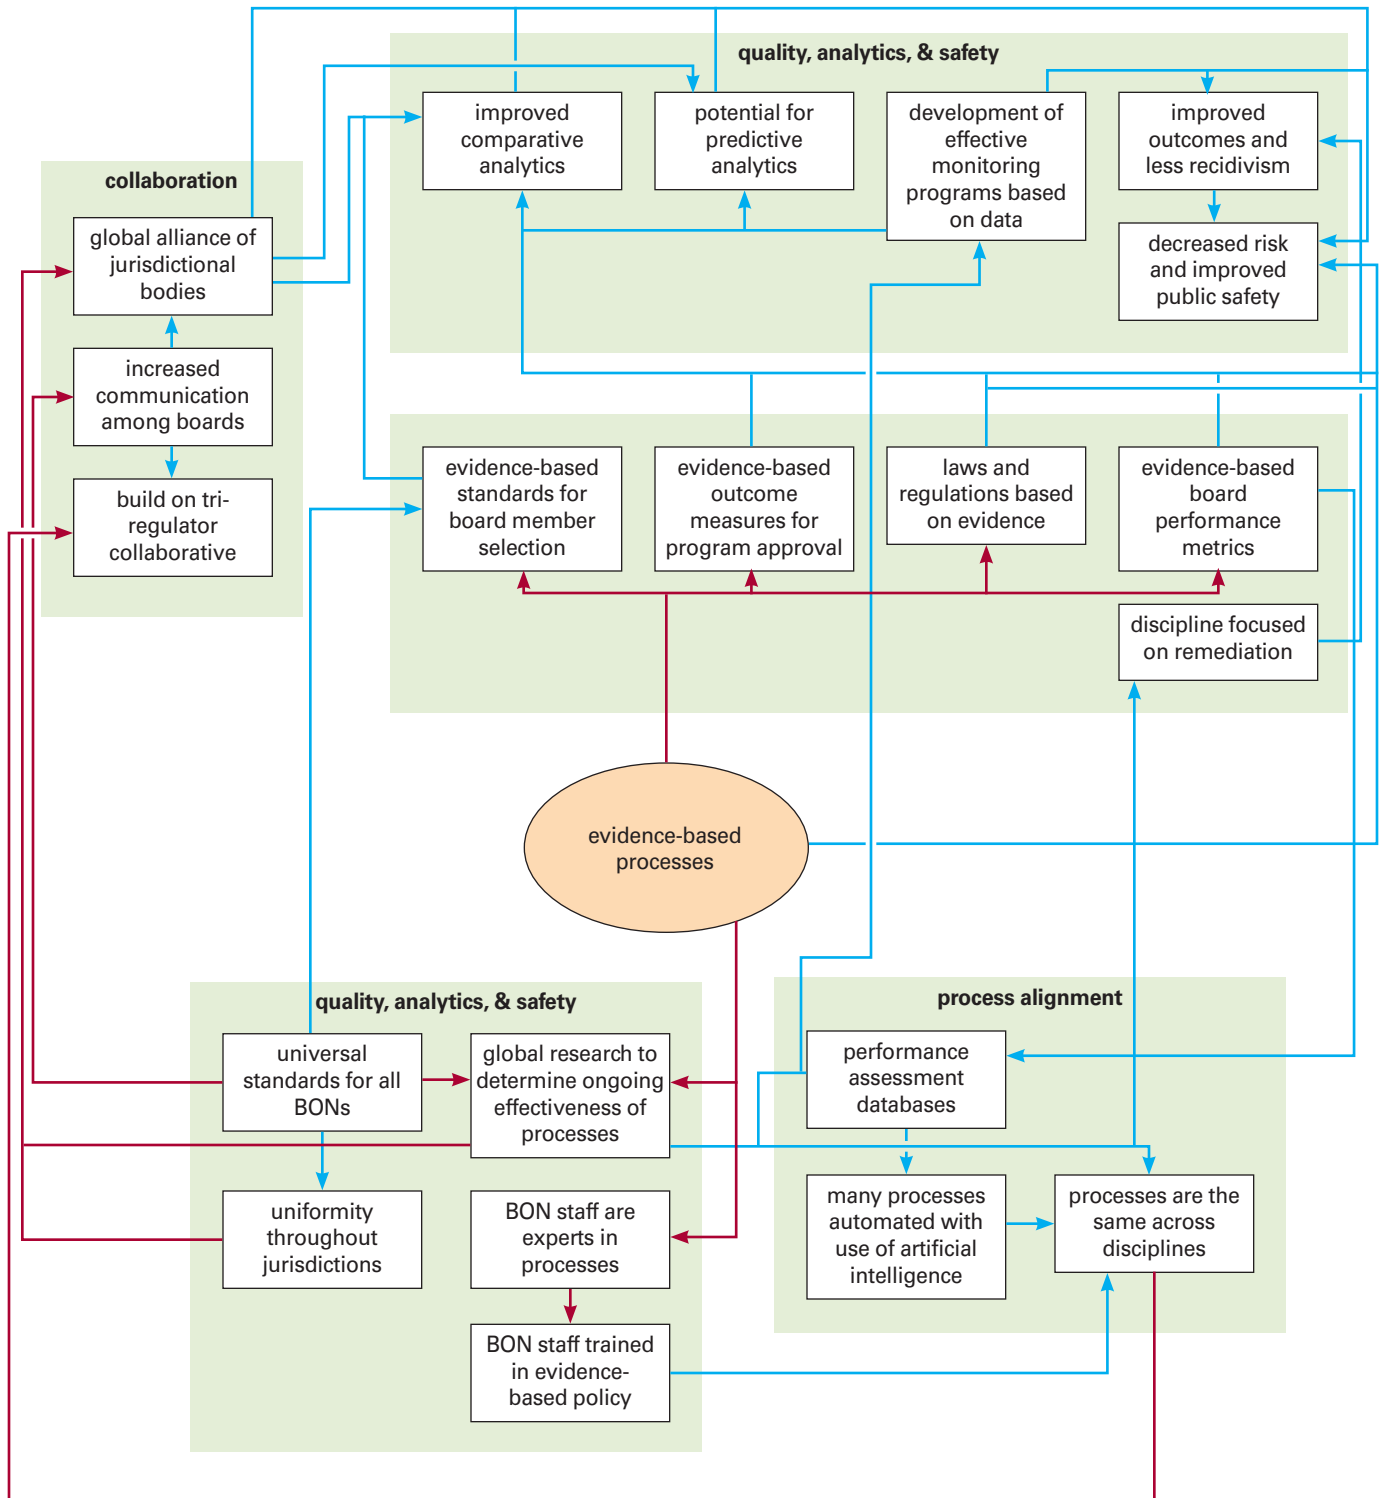 quality, analytics, & safety
improved
comparative
analytics
potential for
predictive
analytics
development of
effective
monitoring
programs based
on data
improved
outcomes and
less recidivism
decreased risk
and improved
public safety
collaboration
global alliance of
jurisdictional
bodies
increased
communication
among boards
build on tri-
regulator
collaborative
evidence-based
standards for
board member
selection
evidence-based
outcome
measures for
program approval
laws and
regulations based
on evidence
evidence-based
board
performance
metrics
discipline focused
on remediation
evidence-based
processes
quality, analytics, & safety
universal
standards for all
BONs
global research to
determine ongoing
effectiveness of
processes
uniformity
throughout
jurisdictions
BON staff are
experts in
processes
BON staff trained
in evidence-
based policy
process alignment
performance
assessment
databases
many processes
automated with
use of artificial
intelligence
processes are the
same across
disciplines